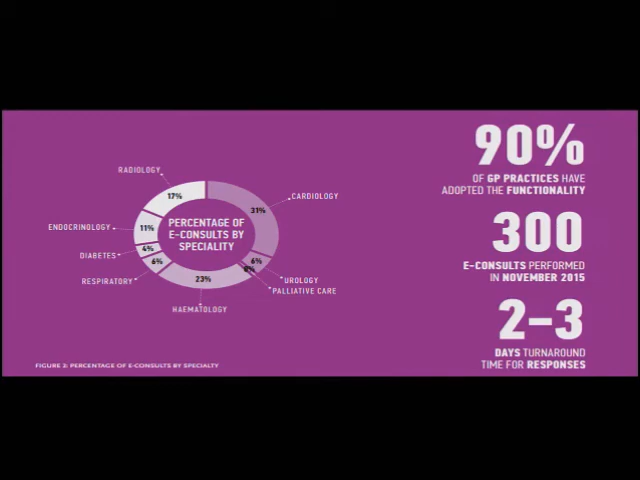 RADIOLOGY
17%
31%
CARDIOLOGY
ENDOCRINOLOGY
11%
PERCENTAGE OF
E-CONSULTS BY
SPECIALITY
DIABETES
4%
RESPIRATORY
6%
6%
UROLOGY
PALLIATIVE CARE
23%
HAEMATOLOGY
FIGURE 2: PERCENTAGE OF E-CONSULTS BY SPECIALTY
90%
OF GP PRACTICES HAVE
ADOPTED THE FUNCTIONALITY
300
E-CONSULTS PERFORMED
IN NOVEMBER 2015
2–3
DAYS TURNAROUND
TIME FOR RESPONSES